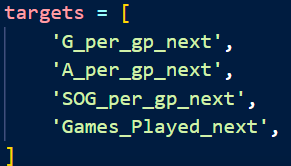 targets = [
    'G_per_gp_next',
    'A_per_gp_next',
    'SOG_per_gp_next',
    'Games_Played_next',
]